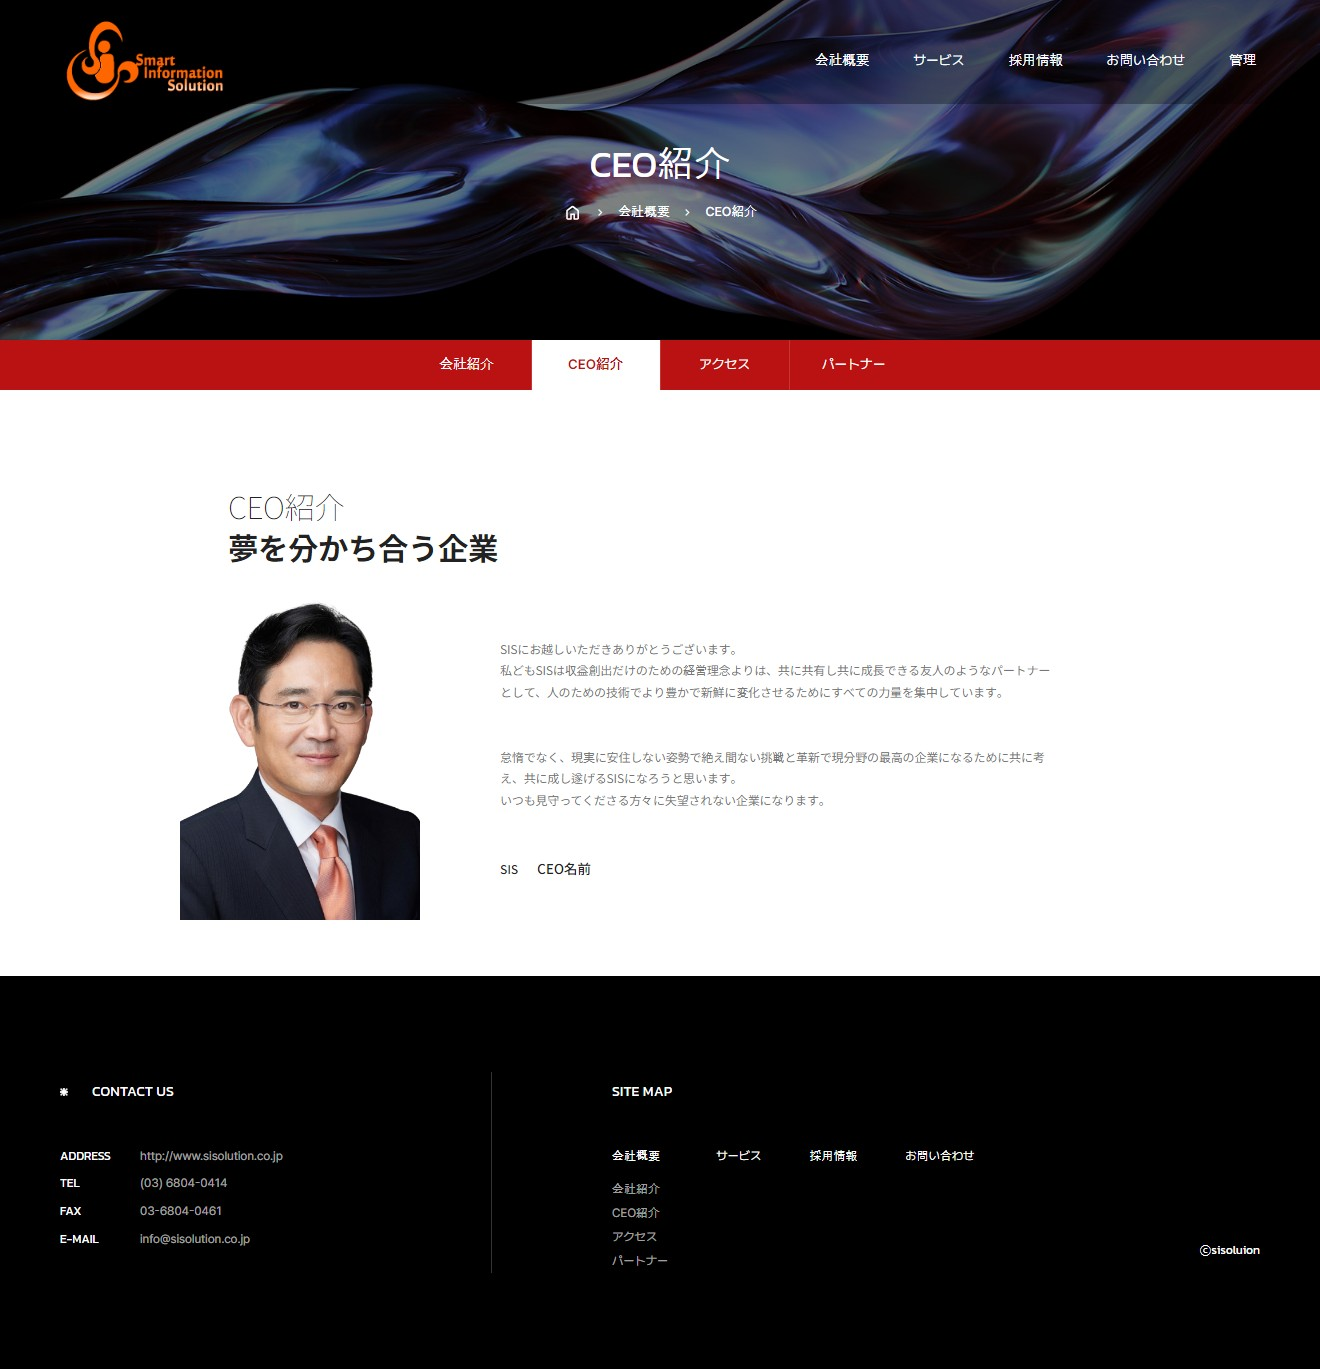 Smart
Information
Solution
会社概要 サービス 採用情報 お問い合わせ 管理
CEO紹介
会社概要 CEO紹介
会社紹介 CEO紹介 アクセス パートナー
CEO紹介
夢を分かち合う企業
SISにお越しいただきありがとうございます。
私どもSISは収益創出だけのための経営理念よりは、共に共有し共に成長できる友人のようなパートナー
として、人のための技術でより豊かで新鮮に変化させるためにすべての力量を集中しています。
怠惰でなく、現実に安住しない姿勢で絶え間ない挑戦と革新で現分野の最高の企業になるために共に考
え、共に成し遂げるSISになろうと思います。
いつも見守ってくださる方々に失望されない企業になります。
SIS CEO名前
CONTACT US
ADDRESS http://www.sisolution.co.jp
TEL (03) 6804-0414
FAX 03-6804-0461
E-MAIL info@sisolution.co.jp
SITE MAP
会社概要 サービス 採用情報 お問い合わせ
会社紹介
CEO紹介
アクセス
パートナー
ⓒsisoluion